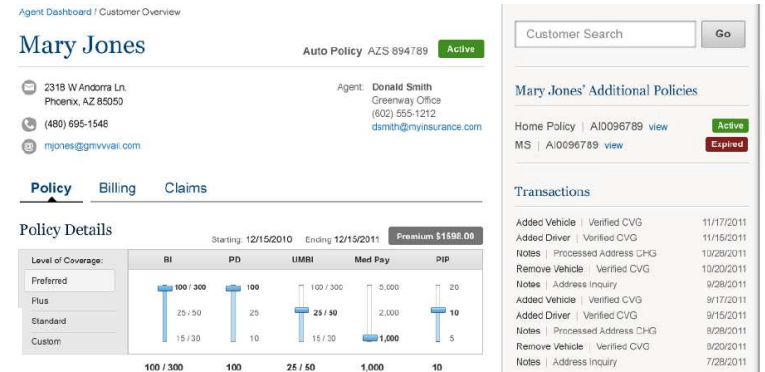 Agent Dashboard / Customer Overview
Mary Jones
Auto Policy AZS 894789 Active
2318 W Andorra Ln.
Phoenix, AZ 85050
(480) 695-1548
mjones@gmvvvail.com
Agent: Donald Smith
Greenway Office
(602) 555-1212
dsmith@myinsurance.com
Policy Billing Claims
Policy Details
Starting: 12/15/2010 Ending 12/15/2011 Premium $1598.00
Level of Coverage: BI PD UMBI Med Pay PIP
Preferred
Plus
Standard
Custom
100 / 300 100 100 / 300 5,000 20
25 / 50 25 25 / 50 2,000 10
15 / 30 10 15 / 30 1,000 5
100 / 300 100 25 / 50 1,000 10
Customer Search Go
Mary Jones' Additional Policies
Home Policy | AI0096789 view Active
MS | AI0096789 view Expired
Transactions
Added Vehicle | Verified CVG 11/17/2011
Added Driver | Verified CVG 11/15/2011
Notes | Processed Address CHG 10/28/2011
Remove Vehicle | Verified CVG 10/20/2011
Notes | Address Inquiry 9/28/2011
Added Vehicle | Verified CVG 9/17/2011
Added Driver | Verified CVG 9/15/2011
Notes | Processed Address CHG 8/28/2011
Remove Vehicle | Verified CVG 8/20/2011
Notes | Address Inquiry 7/28/2011